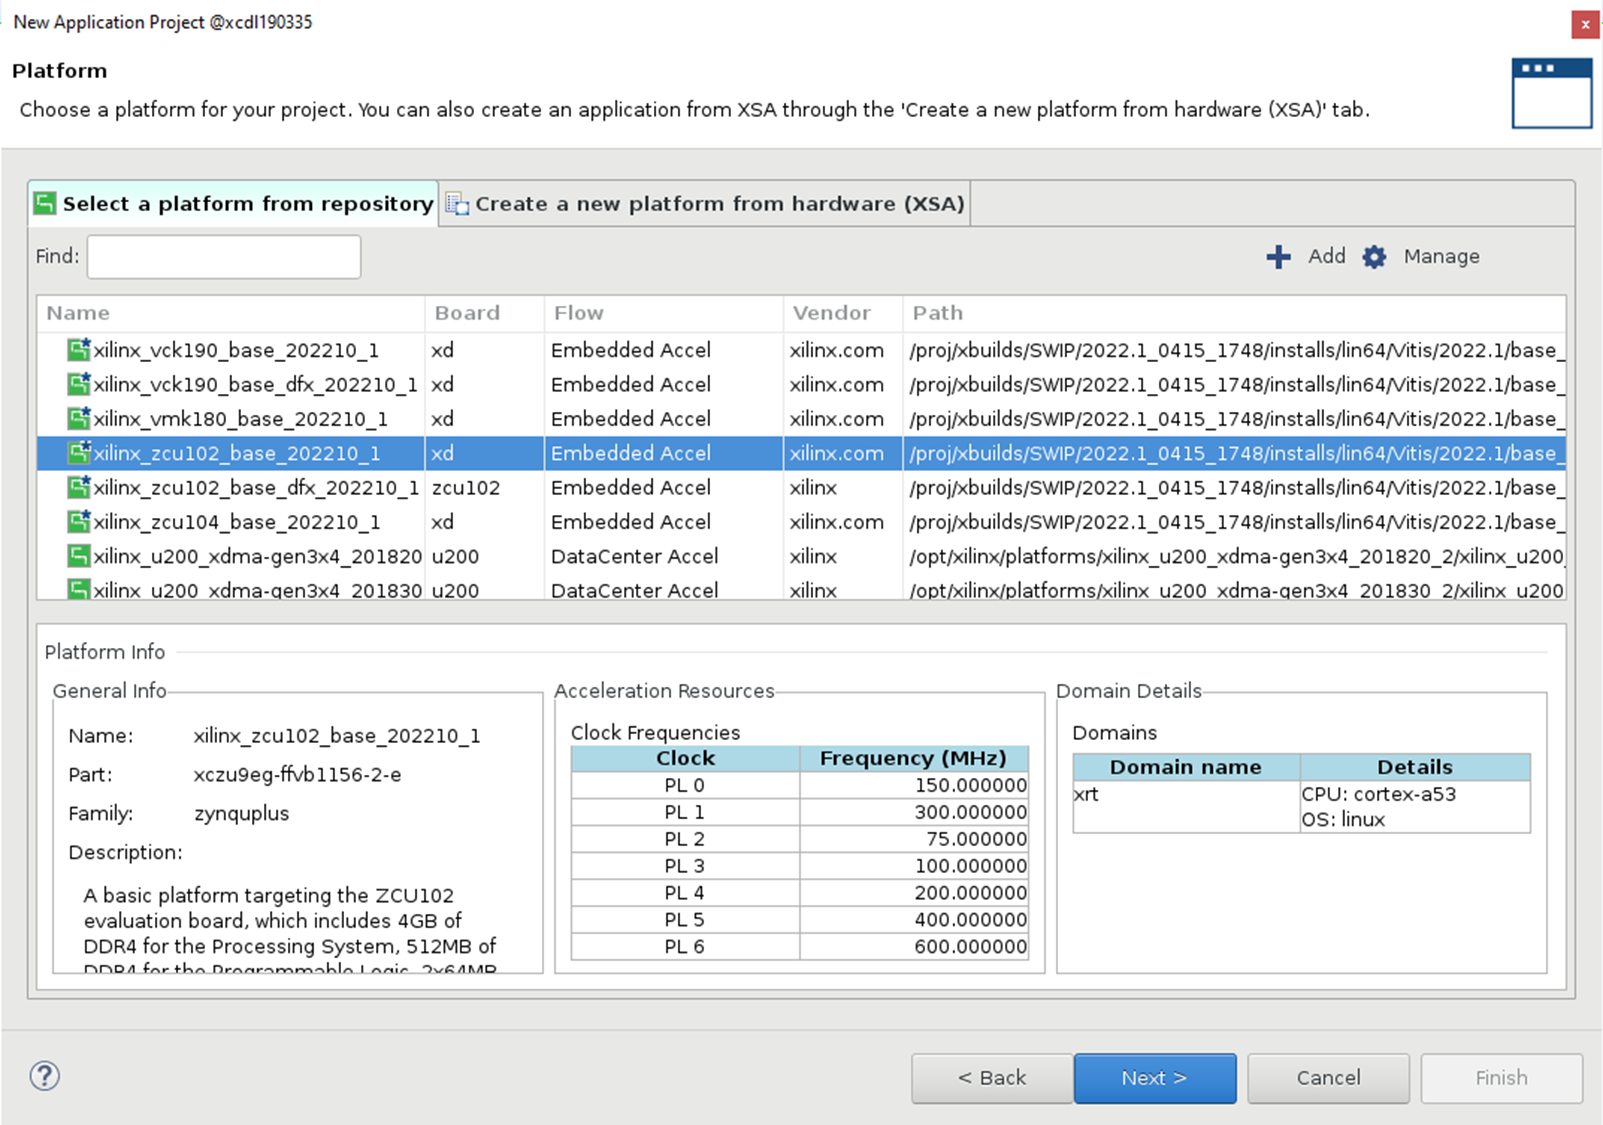 New Application Project @xcdl190335
x
Platform
Choose a platform for your project. You can also create an application from XSA through the 'Create a new platform from hardware (XSA)' tab.
Select a platform from repository Create a new platform from hardware (XSA)
Find: Add Manage
Name Board Flow Vendor Path
xilinx_vck190_base_202210_1 xd Embedded Accel xilinx.com /proj/xbuilds/SWIP/2022.1_0415_1748/installs/lin64/Vitis/2022.1/base_
xilinx_vck190_base_dfx_202210_1 xd Embedded Accel xilinx.com /proj/xbuilds/SWIP/2022.1_0415_1748/installs/lin64/Vitis/2022.1/base_
xilinx_vmk180_base_202210_1 xd Embedded Accel xilinx.com /proj/xbuilds/SWIP/2022.1_0415_1748/installs/lin64/Vitis/2022.1/base_
xilinx_zcu102_base_202210_1 xd Embedded Accel xilinx.com /proj/xbuilds/SWIP/2022.1_0415_1748/installs/lin64/Vitis/2022.1/base_
xilinx_zcu102_base_dfx_202210_1 zcu102 Embedded Accel xilinx /proj/xbuilds/SWIP/2022.1_0415_1748/installs/lin64/Vitis/2022.1/base_
xilinx_zcu104_base_202210_1 xd Embedded Accel xilinx.com /proj/xbuilds/SWIP/2022.1_0415_1748/installs/lin64/Vitis/2022.1/base_
xilinx_u200_xdma-gen3x4_201820 u200 DataCenter Accel xilinx /opt/xilinx/platforms/xilinx_u200_xdma-gen3x4_201820_2/xilinx_u200_
xilinx_u200_xdma-gen3x4_201830 u200 DataCenter Accel xilinx /opt/xilinx/platforms/xilinx_u200_xdma-gen3x4_201830_2/xilinx_u200
Platform Info
General Info
Name: xilinx_zcu102_base_202210_1
Part: xczu9eg-ffvb1156-2-e
Family: zynquplus
Description:
A basic platform targeting the ZCU102
evaluation board, which includes 4GB of
DDR4 for the Processing System, 512MB of
DDR4 for the Programmable Logic, 2x64MB
Acceleration Resources
Clock Frequencies
Clock Frequency (MHz)
PL 0 150.000000
PL 1 300.000000
PL 2 75.000000
PL 3 100.000000
PL 4 200.000000
PL 5 400.000000
PL 6 600.000000
Domain Details
Domains
Domain name Details
xrt CPU: cortex-a53
OS: linux
? < Back Next > Cancel Finish